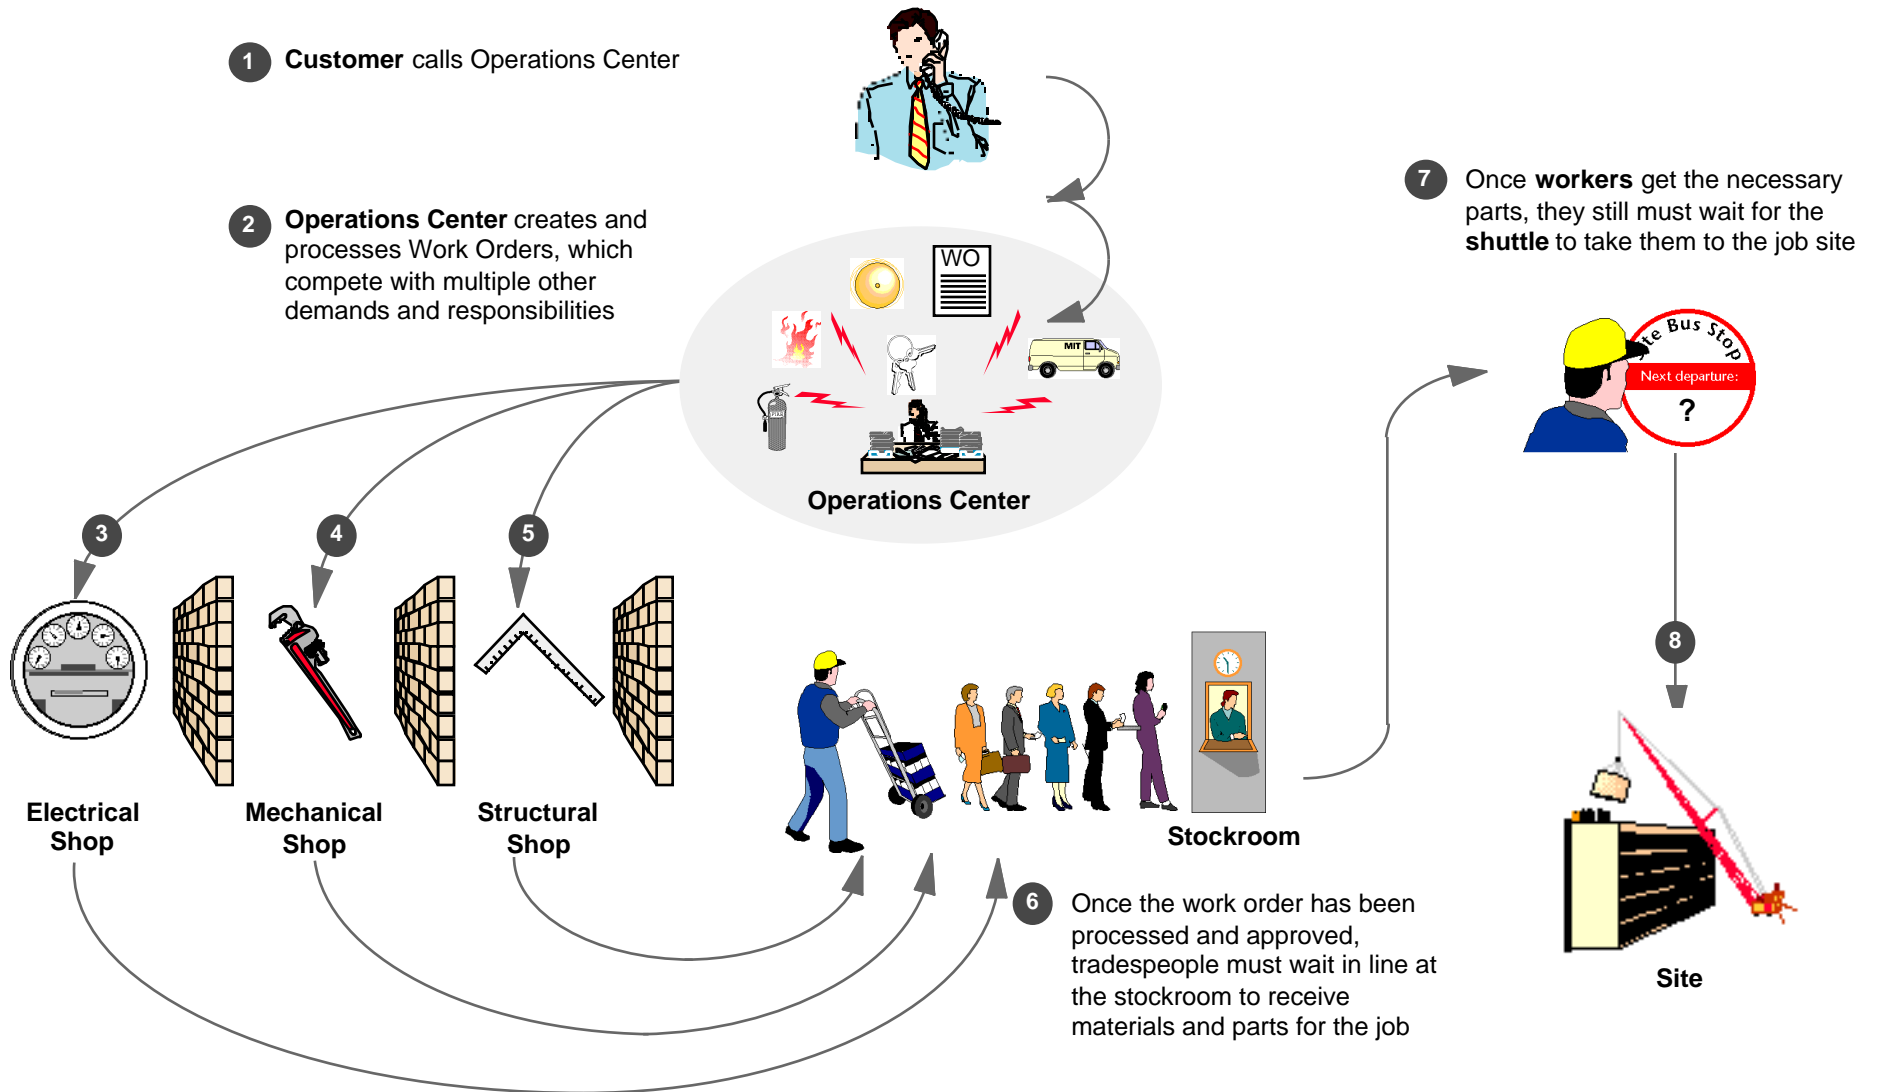 1
Customer calls Operations Center
2
Operations Center creates and
processes Work Orders, which
compete with multiple other
demands and responsibilities
WO
MIT
Operations Center
3
4
5
Electrical
Shop
Mechanical
Shop
Structural
Shop
Stockroom
6
Once the work order has been
processed and approved,
tradespeople must wait in line at
the stockroom to receive
materials and parts for the job
7
Once workers get the necessary
parts, they still must wait for the
shuttle to take them to the job site
Bus Stop
Next departure:
?
8
Site